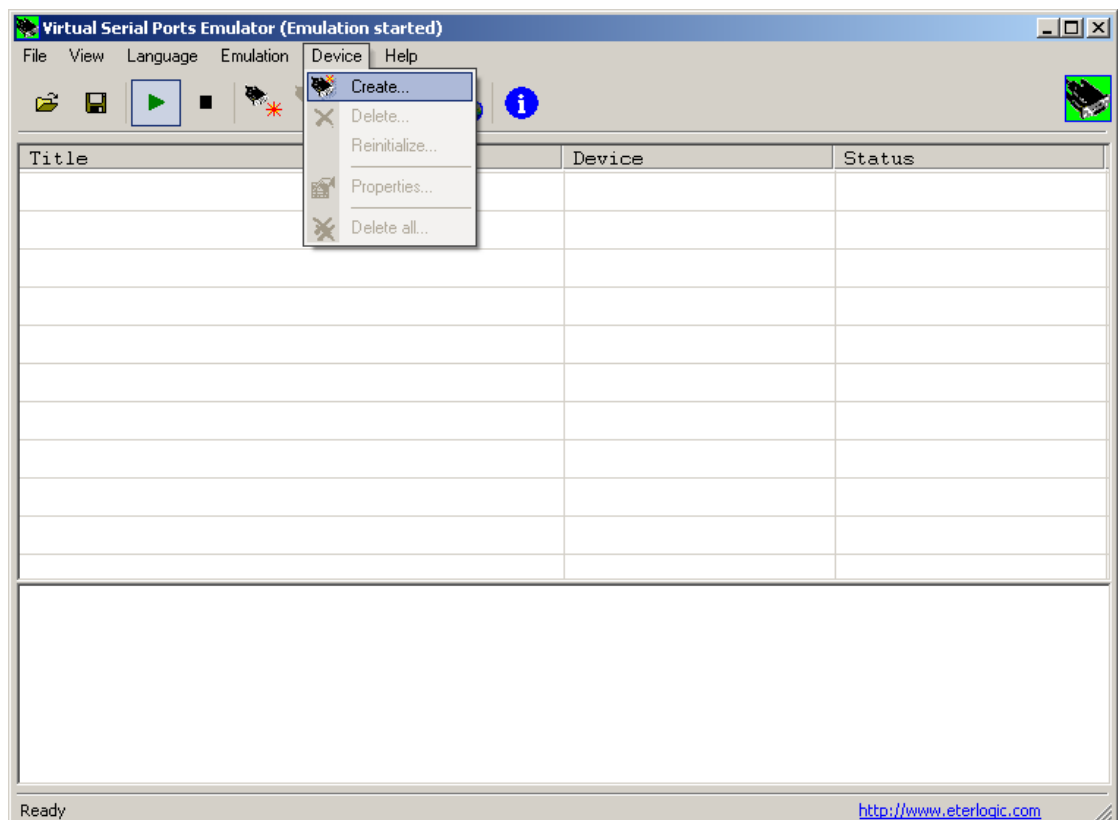 Virtual Serial Ports Emulator (Emulation started)
File View Language Emulation Device Help
Create...
Delete...
Reinitialize...
Properties...
Delete all...
Title Device Status
Ready http://www.eterlogic.com